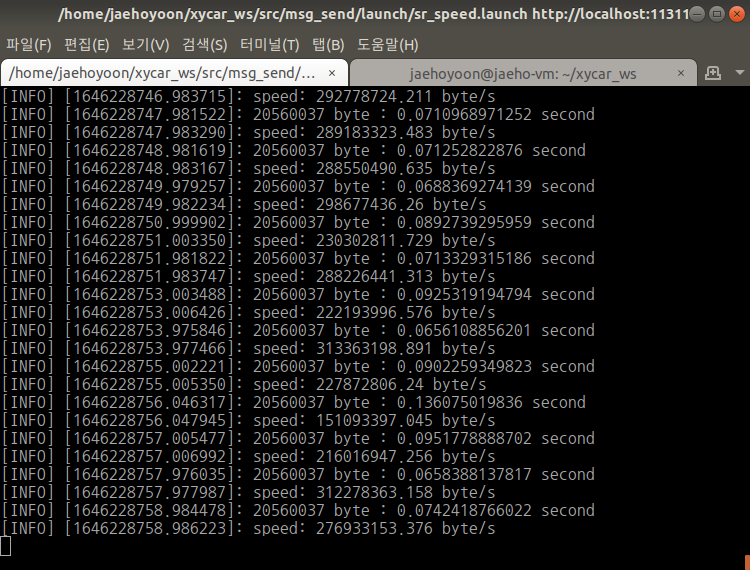 /home/jaehoyoon/xycar_ws/src/msg_send/launch/sr_speed.launch http://localhost:11311
파일(F) 편집(E) 보기(V) 검색(S) 터미널(T) 탭(B) 도움말(H)
/home/jaehoyoon/xycar_ws/src/msg_send/... × jaehoyoon@jaeho-vm: ~/xycar_ws ×
[INFO] [1646228746.983715]: speed: 292778724.211 byte/s
[INFO] [1646228747.981522]: 20560037 byte : 0.0710968971252 second
[INFO] [1646228747.983290]: speed: 289183323.483 byte/s
[INFO] [1646228748.981619]: 20560037 byte : 0.071252822876 second
[INFO] [1646228748.983167]: speed: 288550490.635 byte/s
[INFO] [1646228749.979257]: 20560037 byte : 0.0688369274139 second
[INFO] [1646228749.982234]: speed: 298677436.26 byte/s
[INFO] [1646228750.999902]: 20560037 byte : 0.0892739295959 second
[INFO] [1646228751.003350]: speed: 230302811.729 byte/s
[INFO] [1646228751.981822]: 20560037 byte : 0.0713329315186 second
[INFO] [1646228751.983747]: speed: 288226441.313 byte/s
[INFO] [1646228753.003488]: 20560037 byte : 0.0925319194794 second
[INFO] [1646228753.006426]: speed: 222193996.576 byte/s
[INFO] [1646228753.975846]: 20560037 byte : 0.0656108856201 second
[INFO] [1646228753.977466]: speed: 313363198.891 byte/s
[INFO] [1646228755.002221]: 20560037 byte : 0.0902259349823 second
[INFO] [1646228755.005350]: speed: 227872806.24 byte/s
[INFO] [1646228756.046317]: 20560037 byte : 0.136075019836 second
[INFO] [1646228756.047945]: speed: 151093397.045 byte/s
[INFO] [1646228757.005477]: 20560037 byte : 0.0951778888702 second
[INFO] [1646228757.006992]: speed: 216016947.256 byte/s
[INFO] [1646228757.976035]: 20560037 byte : 0.0658388137817 second
[INFO] [1646228757.977987]: speed: 312278363.158 byte/s
[INFO] [1646228758.984478]: 20560037 byte : 0.0742418766022 second
[INFO] [1646228758.986223]: speed: 276933153.376 byte/s